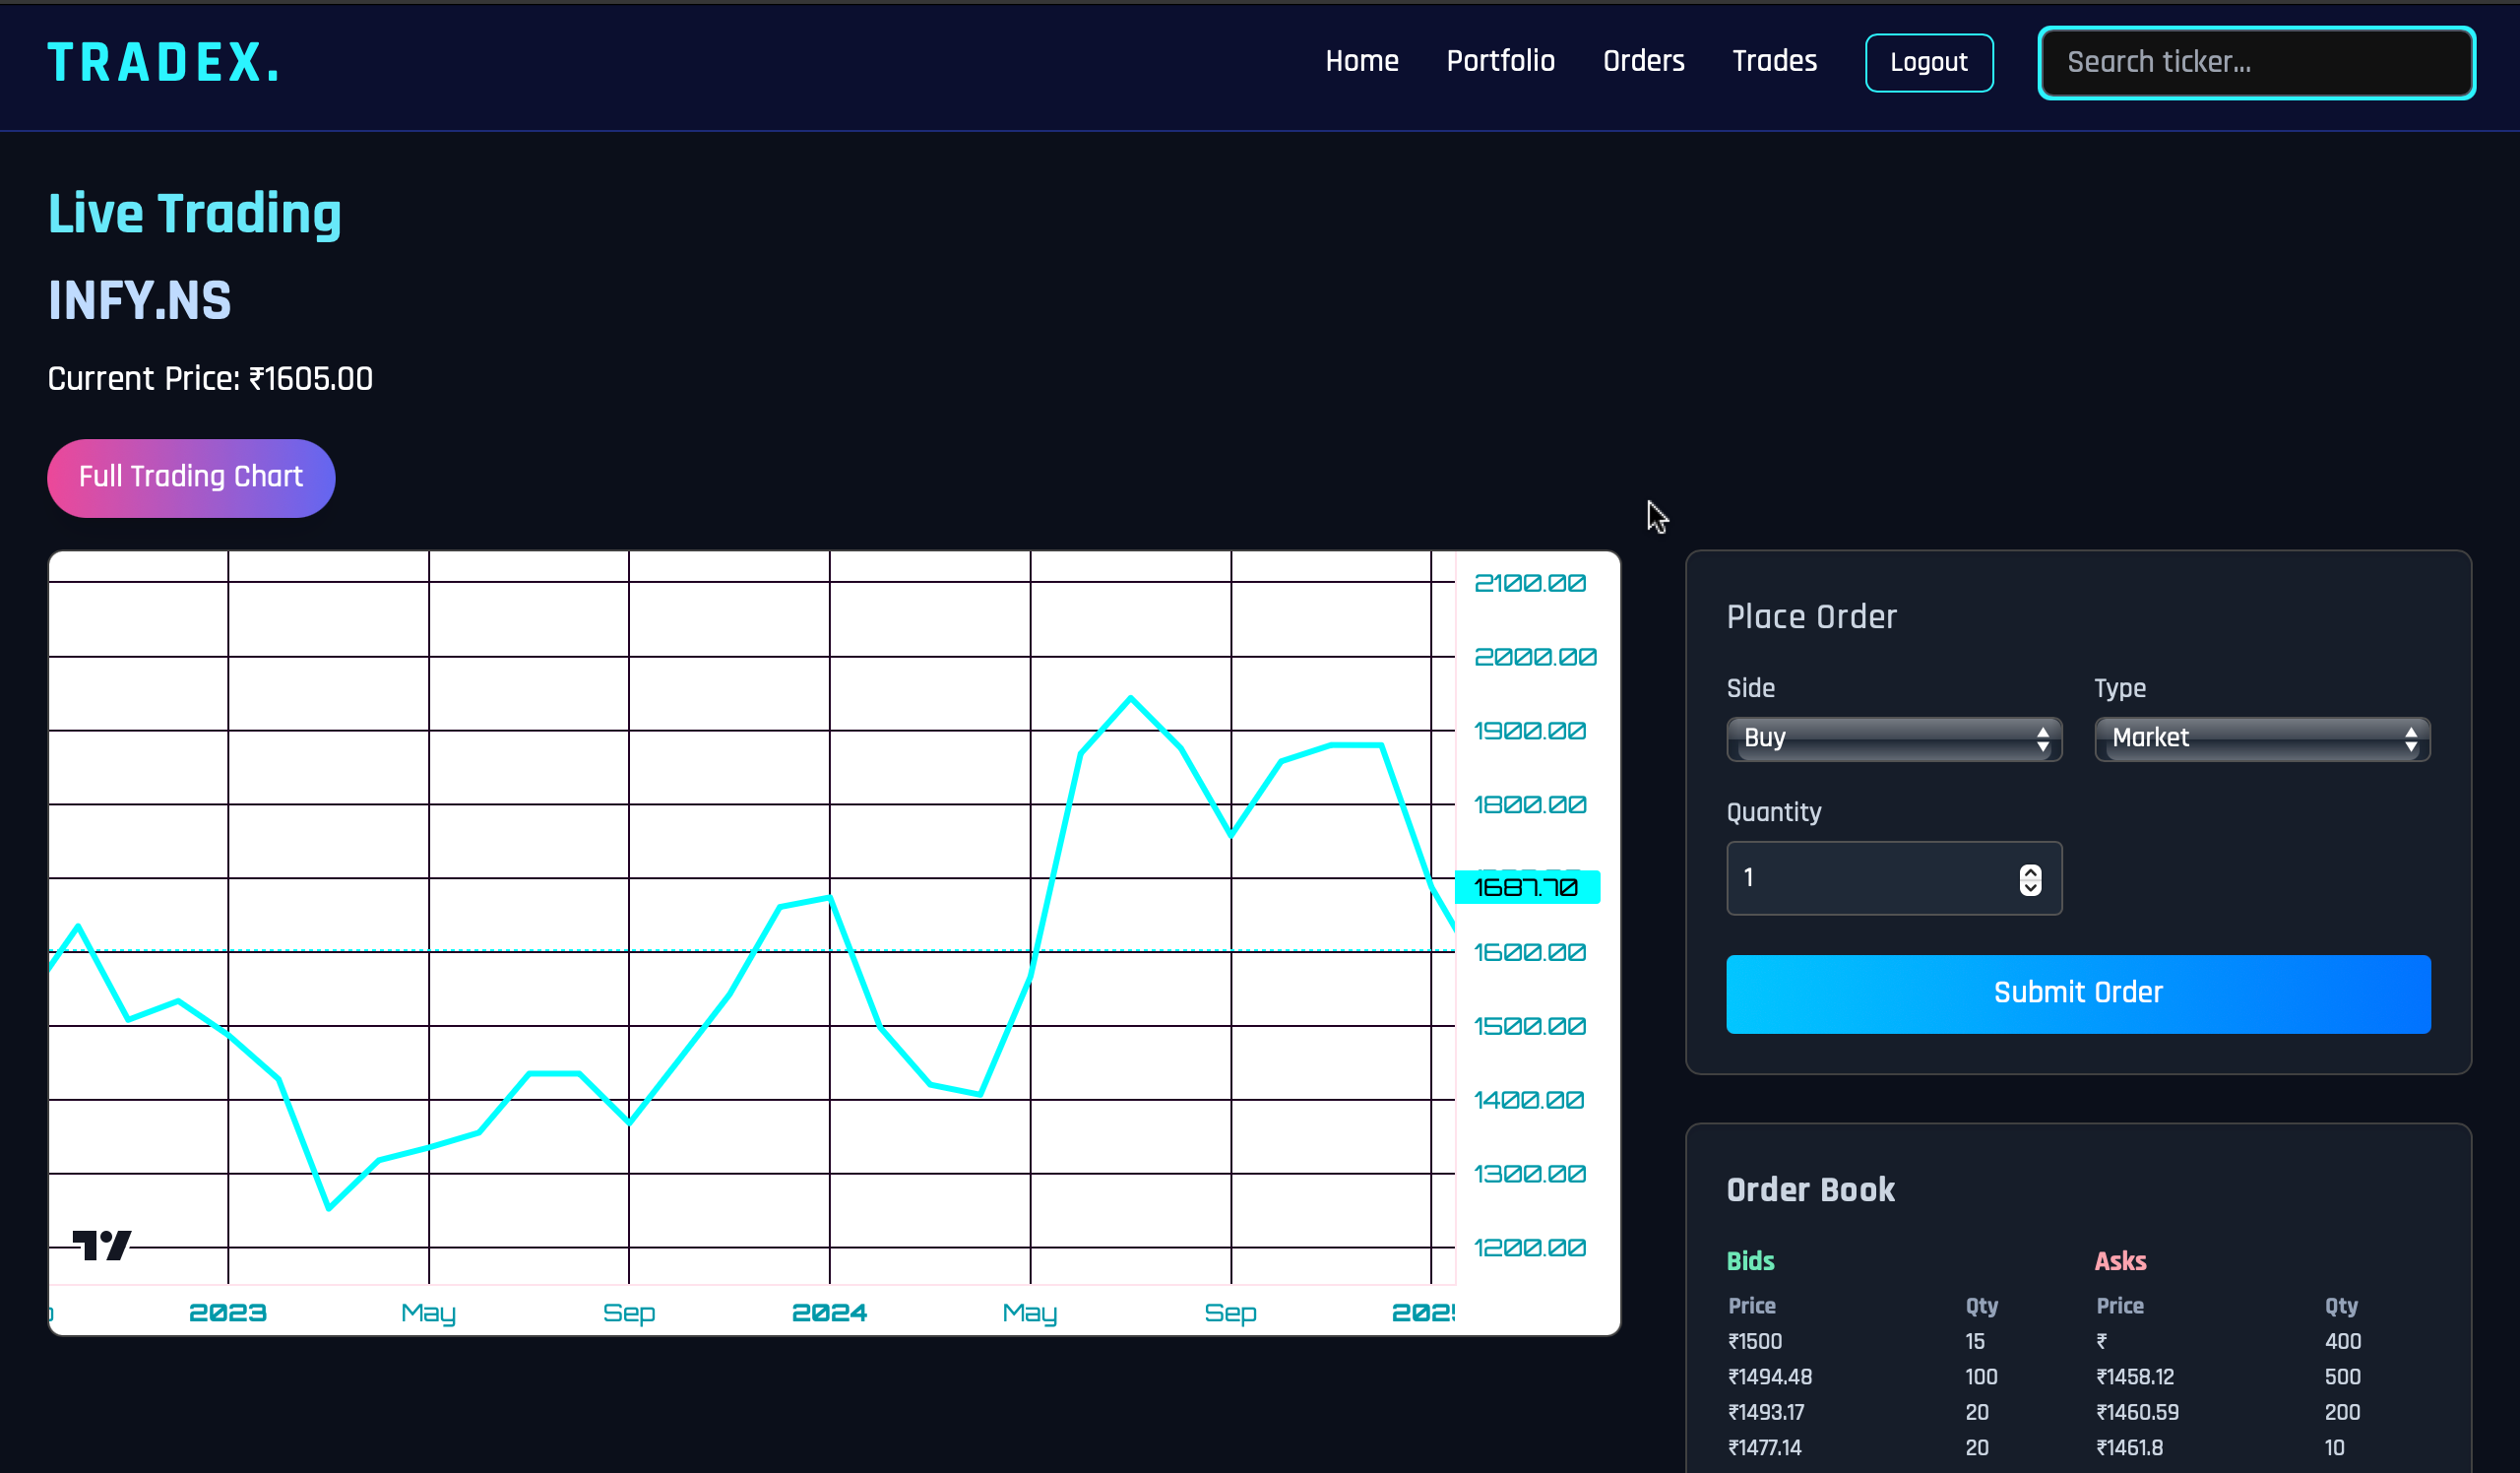 TRADEX.
Home Portfolio Orders Trades Logout Search ticker...
Live Trading
INFY.NS
Current Price: ₹1605.00
Full Trading Chart
2100.00
2000.00
1900.00
1800.00
1687.70
1600.00
1500.00
1400.00
1300.00
1200.00
2023 May Sep 2024 May Sep
Place Order
Side Type
Buy Market
Quantity
1
Submit Order
Order Book
Bids Asks
Price Qty Price Qty
₹1500 15 ₹ 400
₹1494.48 100 ₹1458.12 500
₹1493.17 20 ₹1460.59 200
₹1477.14 20 ₹1461.8 10